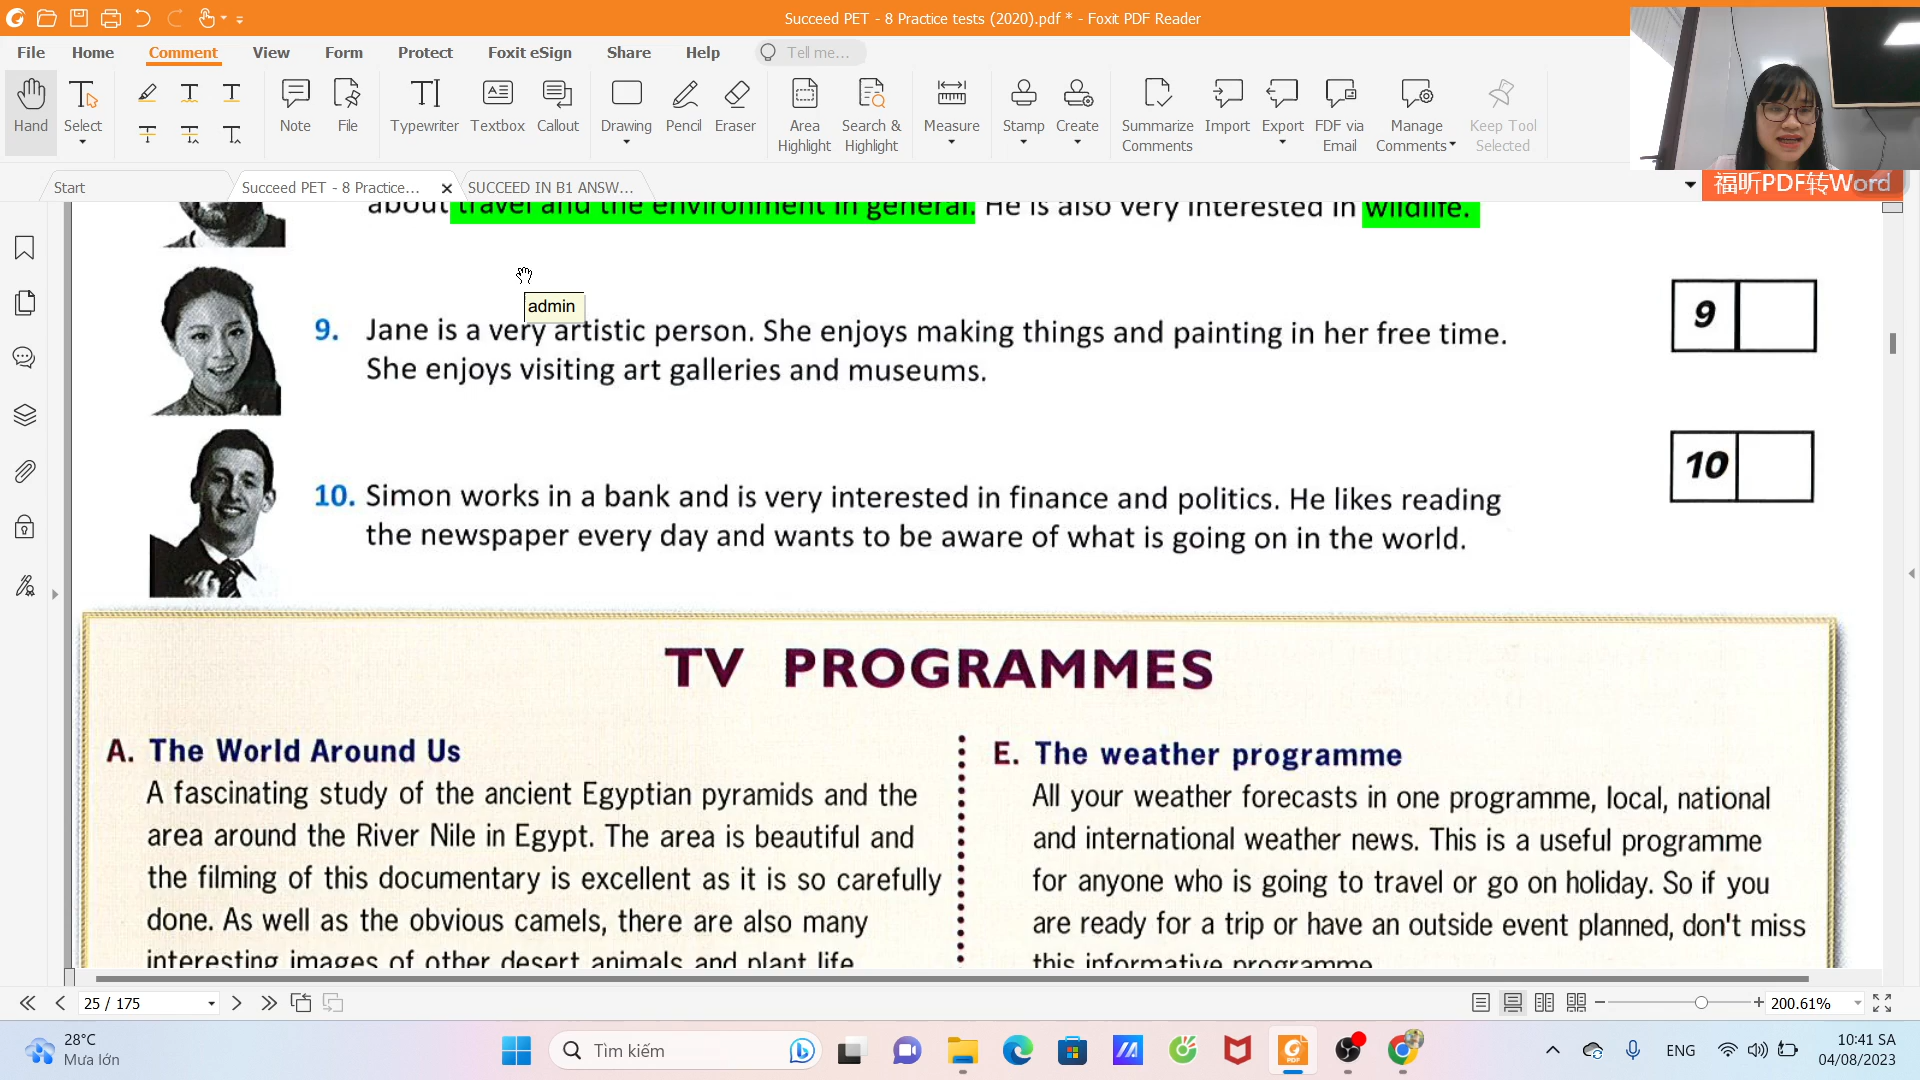 Succeed PET - 8 Practice tests (2020).pdf * - Foxit PDF Reader
File Home Comment View Form Protect Foxit eSign Share Help Tell me...
Hand Select Note File Typewriter Textbox Callout Drawing Pencil Eraser Area Highlight Search & Highlight Measure Stamp Create Summarize Comments Import Export FDF via Email Manage Comments Keep Tool Selected
Start Succeed PET - 8 Practice... SUCCEED IN B1 ANSW...
福昕PDF转Word
about travel and the environment in general. He is also very interested in wildlife.
admin
9. Jane is a very artistic person. She enjoys making things and painting in her free time.
She enjoys visiting art galleries and museums.
9
10. Simon works in a bank and is very interested in finance and politics. He likes reading
the newspaper every day and wants to be aware of what is going on in the world.
10
TV PROGRAMMES
A. The World Around Us
A fascinating study of the ancient Egyptian pyramids and the
area around the River Nile in Egypt. The area is beautiful and
the filming of this documentary is excellent as it is so carefully
done. As well as the obvious camels, there are also many
interesting images of other desert animals and plant life
E. The weather programme
All your weather forecasts in one programme, local, national
and international weather news. This is a useful programme
for anyone who is going to travel or go on holiday. So if you
are ready for a trip or have an outside event planned, don't miss
this informative programme
25 / 175
200.61%
28°C
Mưa lớn
Tìm kiếm
ENG
10:41 SA
04/08/2023